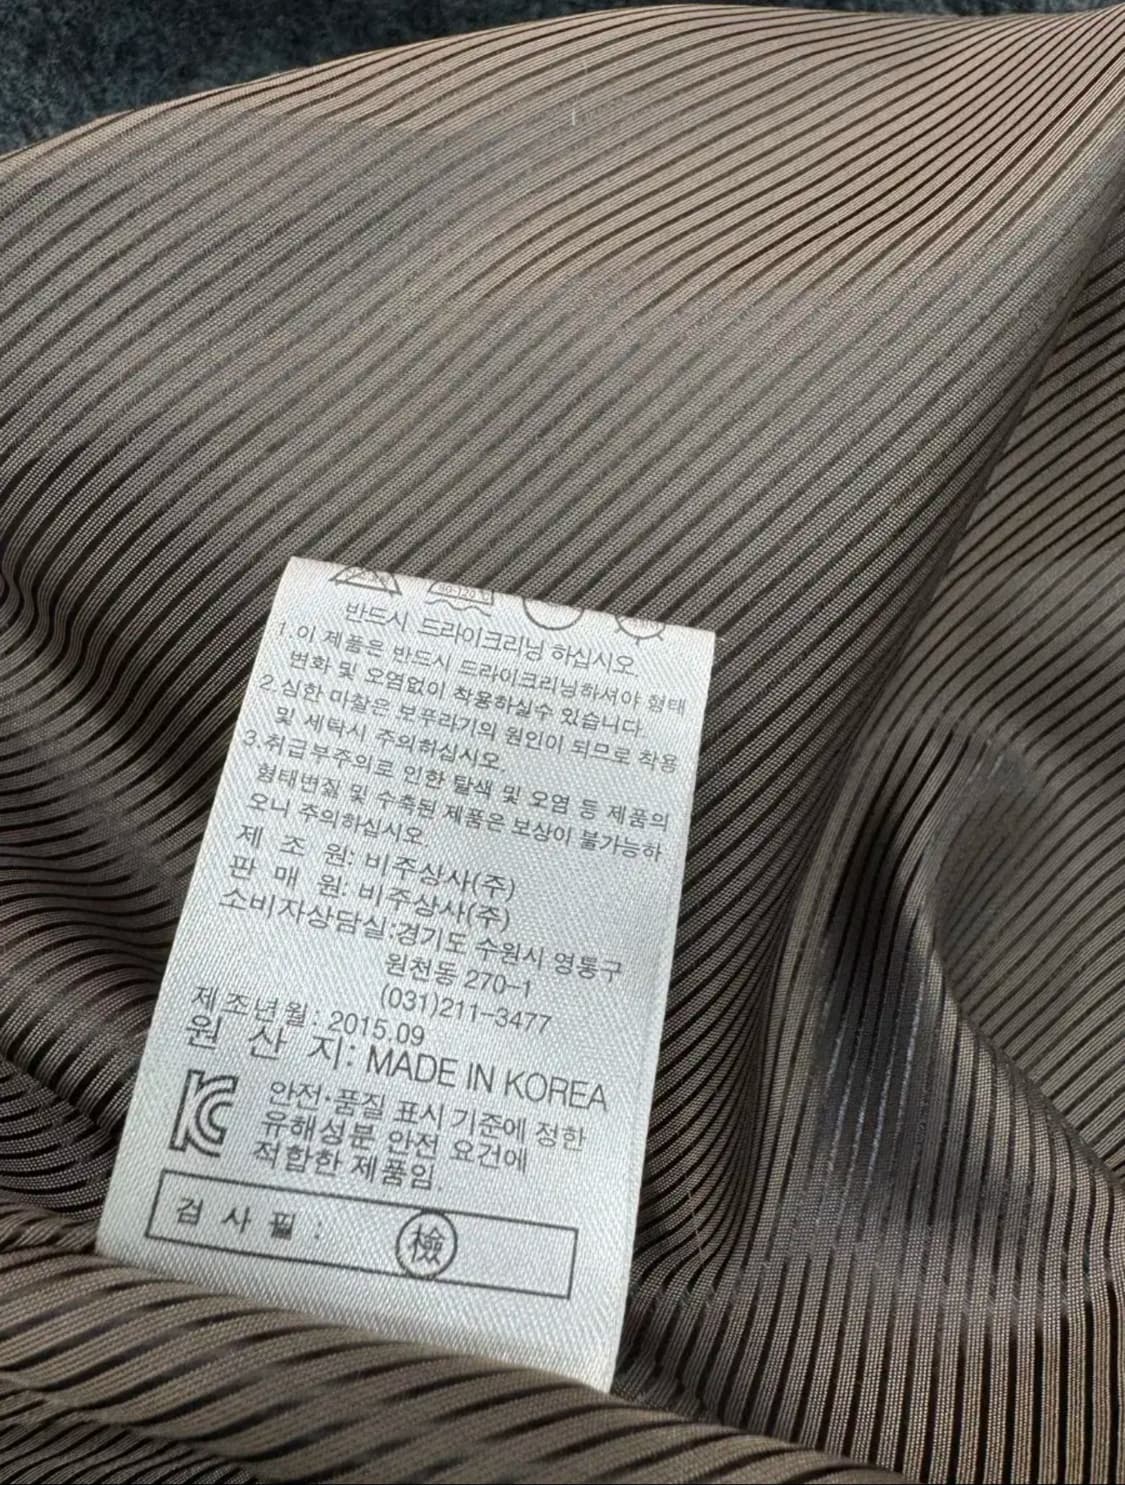 반드시 드라이크리닝 하십시오.
1.이 제품은 반드시 드라이크리닝하셔야 형태
변화 및 오염없이 착용하실수 있습니다.
2.심한 마찰은 보푸라기의 원인이 되므로 착용
및 세탁시 주의하십시오.
3.취급부주의로 인한 탈색 및 오염 등 제품의
형태변질 및 수축된 제품은 보상이 불가능하
오니 주의하십시오.
제 조 원: 비주상사(주)
판 매 원: 비주상사(주)
소비자상담실:경기도 수원시 영통구
원천동 270-1
(031)211-3477
제조년월: 2015.09
원 산 지: MADE IN KOREA
안전·품질 표시 기준에 정한
유해성분 안전 요건에
적합한 제품임.
검 사 필 : 檢